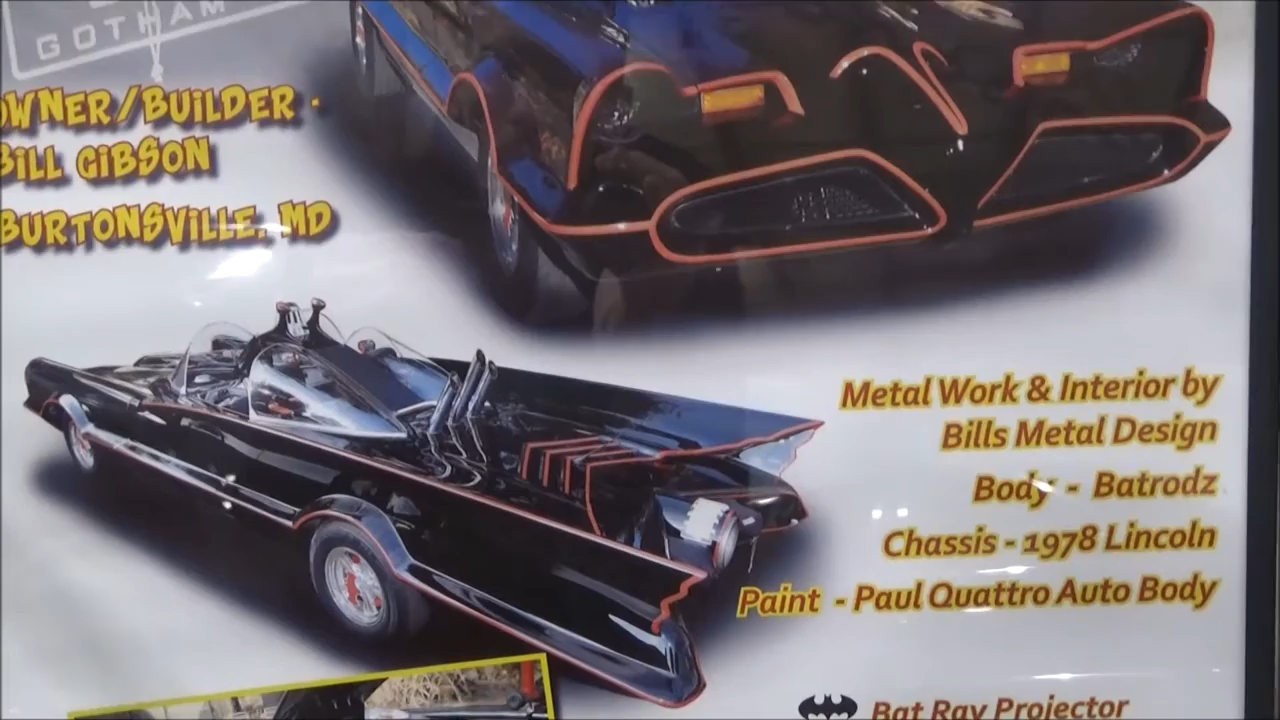 GOTHAM
OWNER/BUILDER -
BILL GIBSON
BURTONSVILLE, MD
Metal Work & Interior by
Bills Metal Design
Body - Batrodz
Chassis - 1978 Lincoln
Paint - Paul Quattro Auto Body
Bat Ray Projector